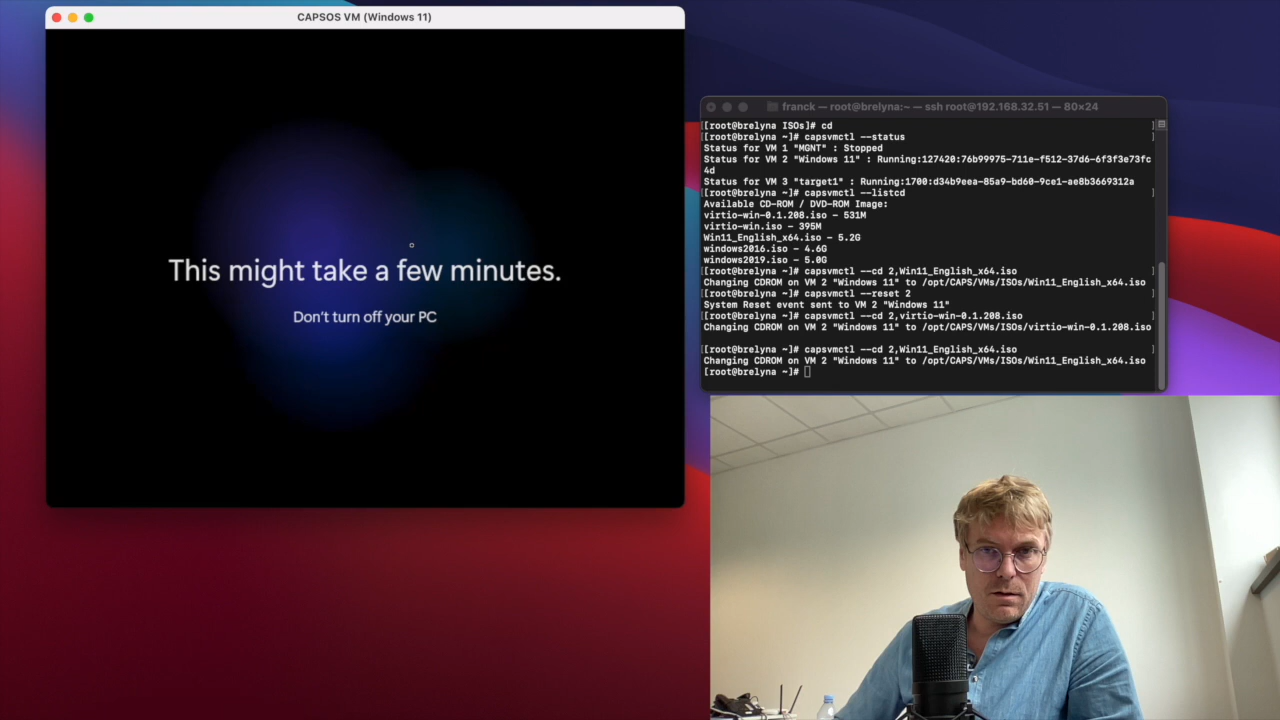 CAPSOS VM (Windows 11)
This might take a few minutes.
Don't turn off your PC
franck — root@brelyna:~ — ssh root@192.168.32.51 — 80×24
[[root@brelyna ISOs]# cd ]
[[root@brelyna ~]# capsvmctl --status ]
Status for VM 1 "MGNT" : Stopped
Status for VM 2 "Windows 11" : Running:127420:76b99975-711e-f512-37d6-6f3f3e73fc
4d
Status for VM 3 "target1" : Running:1700:d34b9eea-85a9-bd60-9ce1-ae8b3669312a
[[root@brelyna ~]# capsvmctl --listcd ]
Available CD-ROM / DVD-ROM Image:
virtio-win-0.1.208.iso - 531M
virtio-win.iso - 395M
Win11_English_x64.iso - 5.2G
windows2016.iso - 4.6G
windows2019.iso - 5.0G
[[root@brelyna ~]# capsvmctl --cd 2,Win11_English_x64.iso ]
Changing CDROM on VM 2 "Windows 11" to /opt/CAPS/VMs/ISOs/Win11_English_x64.iso
[[root@brelyna ~]# capsvmctl --reset 2 ]
System Reset event sent to VM 2 "Windows 11"
[[root@brelyna ~]# capsvmctl --cd 2,virtio-win-0.1.208.iso ]
Changing CDROM on VM 2 "Windows 11" to /opt/CAPS/VMs/ISOs/virtio-win-0.1.208.iso
[[root@brelyna ~]# capsvmctl --cd 2,Win11_English_x64.iso ]
Changing CDROM on VM 2 "Windows 11" to /opt/CAPS/VMs/ISOs/Win11_English_x64.iso
[root@brelyna ~]#